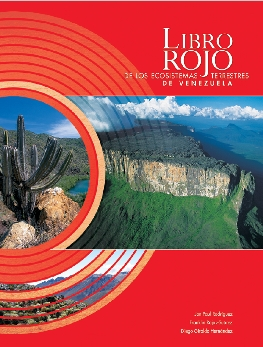 LIBRO
ROJO
DE LOS ECOSISTEMAS TERRESTRES
DE VENEZUELA
Jon Paul Rodríguez
Franklin Rojas-Suárez
Diego Giraldo Hernández